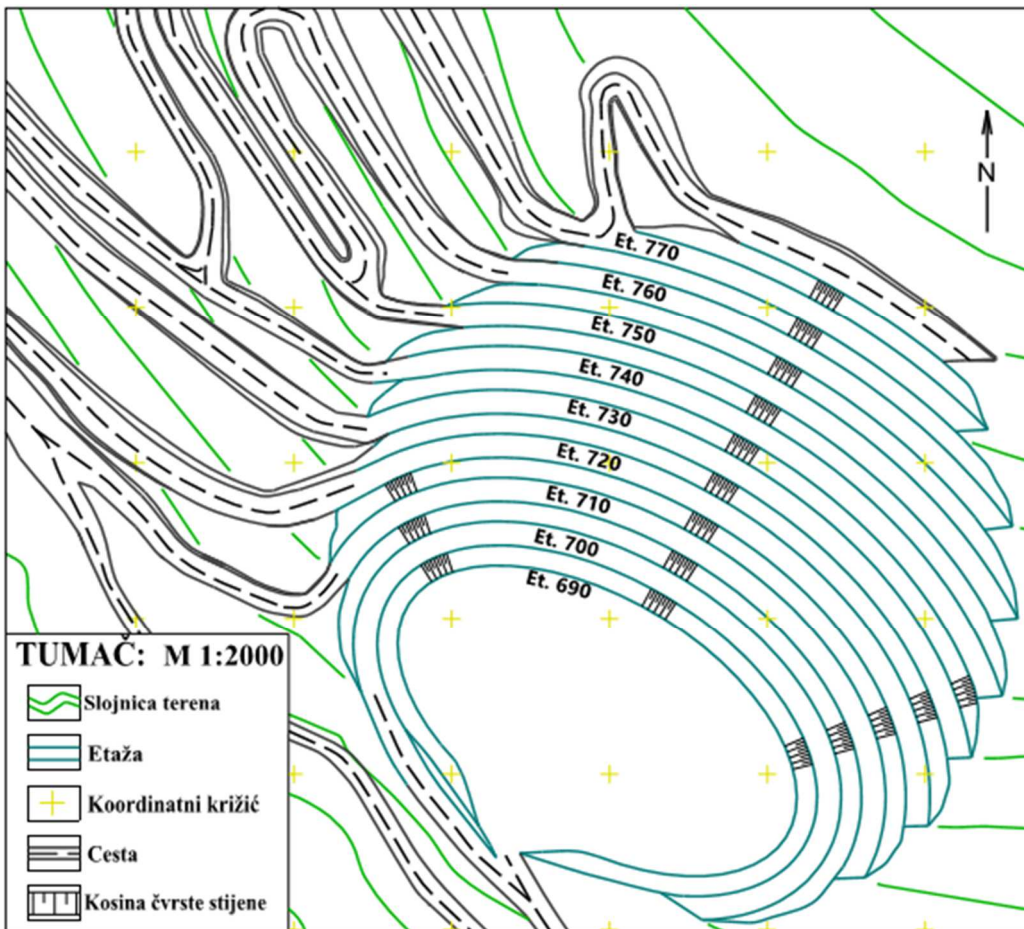 N
Et. 770
Et. 760
Et. 750
Et. 740
Et. 730
Et. 720
Et. 710
Et. 700
Et. 690
TUMAČ: M 1:2000
Slojnica terena
Etaža
Koordinatni križić
Cesta
Kosina čvrste stijene